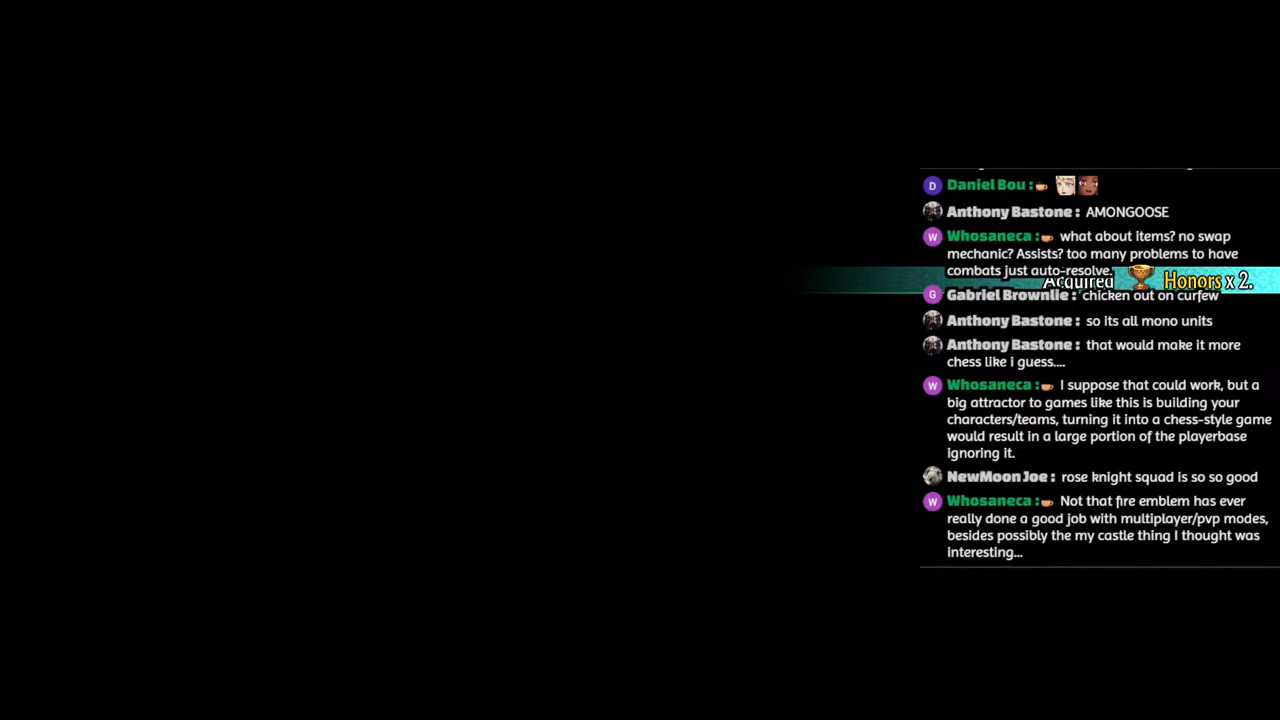 D Daniel Bou :
Anthony Bastone : AMONGOOSE
W Whosaneca : what about items? no swap
mechanic? Assists? too many problems to have
combats just auto-resolve.
Acquired Honors x 2.
G Gabriel Brownlie : chicken out on curfew
Anthony Bastone : so its all mono units
Anthony Bastone : that would make it more
chess like i guess....
W Whosaneca : I suppose that could work, but a
big attractor to games like this is building your
characters/teams, turning it into a chess-style game
would result in a large portion of the playerbase
ignoring it.
NewMoon Joe : rose knight squad is so so good
W Whosaneca : Not that fire emblem has ever
really done a good job with multiplayer/pvp modes,
besides possibly the my castle thing I thought was
interesting...